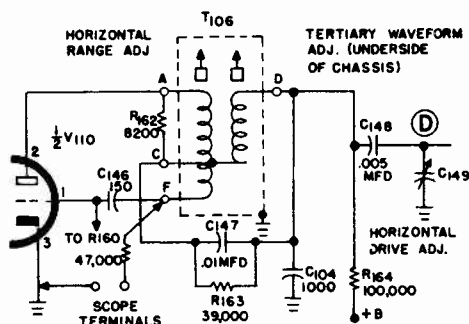 T106
HORIZONTAL
RANGE ADJ
TERTIARY WAVEFORM
ADJ. (UNDERSIDE
OF CHASSIS)
A
D
R162
8200
½V110
2
C
C146
150
1
F
3
TO R160
47,000
SCOPE
TERMINALS
C147
.01MFD
R163
39,000
C104
1000
C148
.005
MFD
D
C149
HORIZONTAL
DRIVE ADJ.
R164
100,000
+B